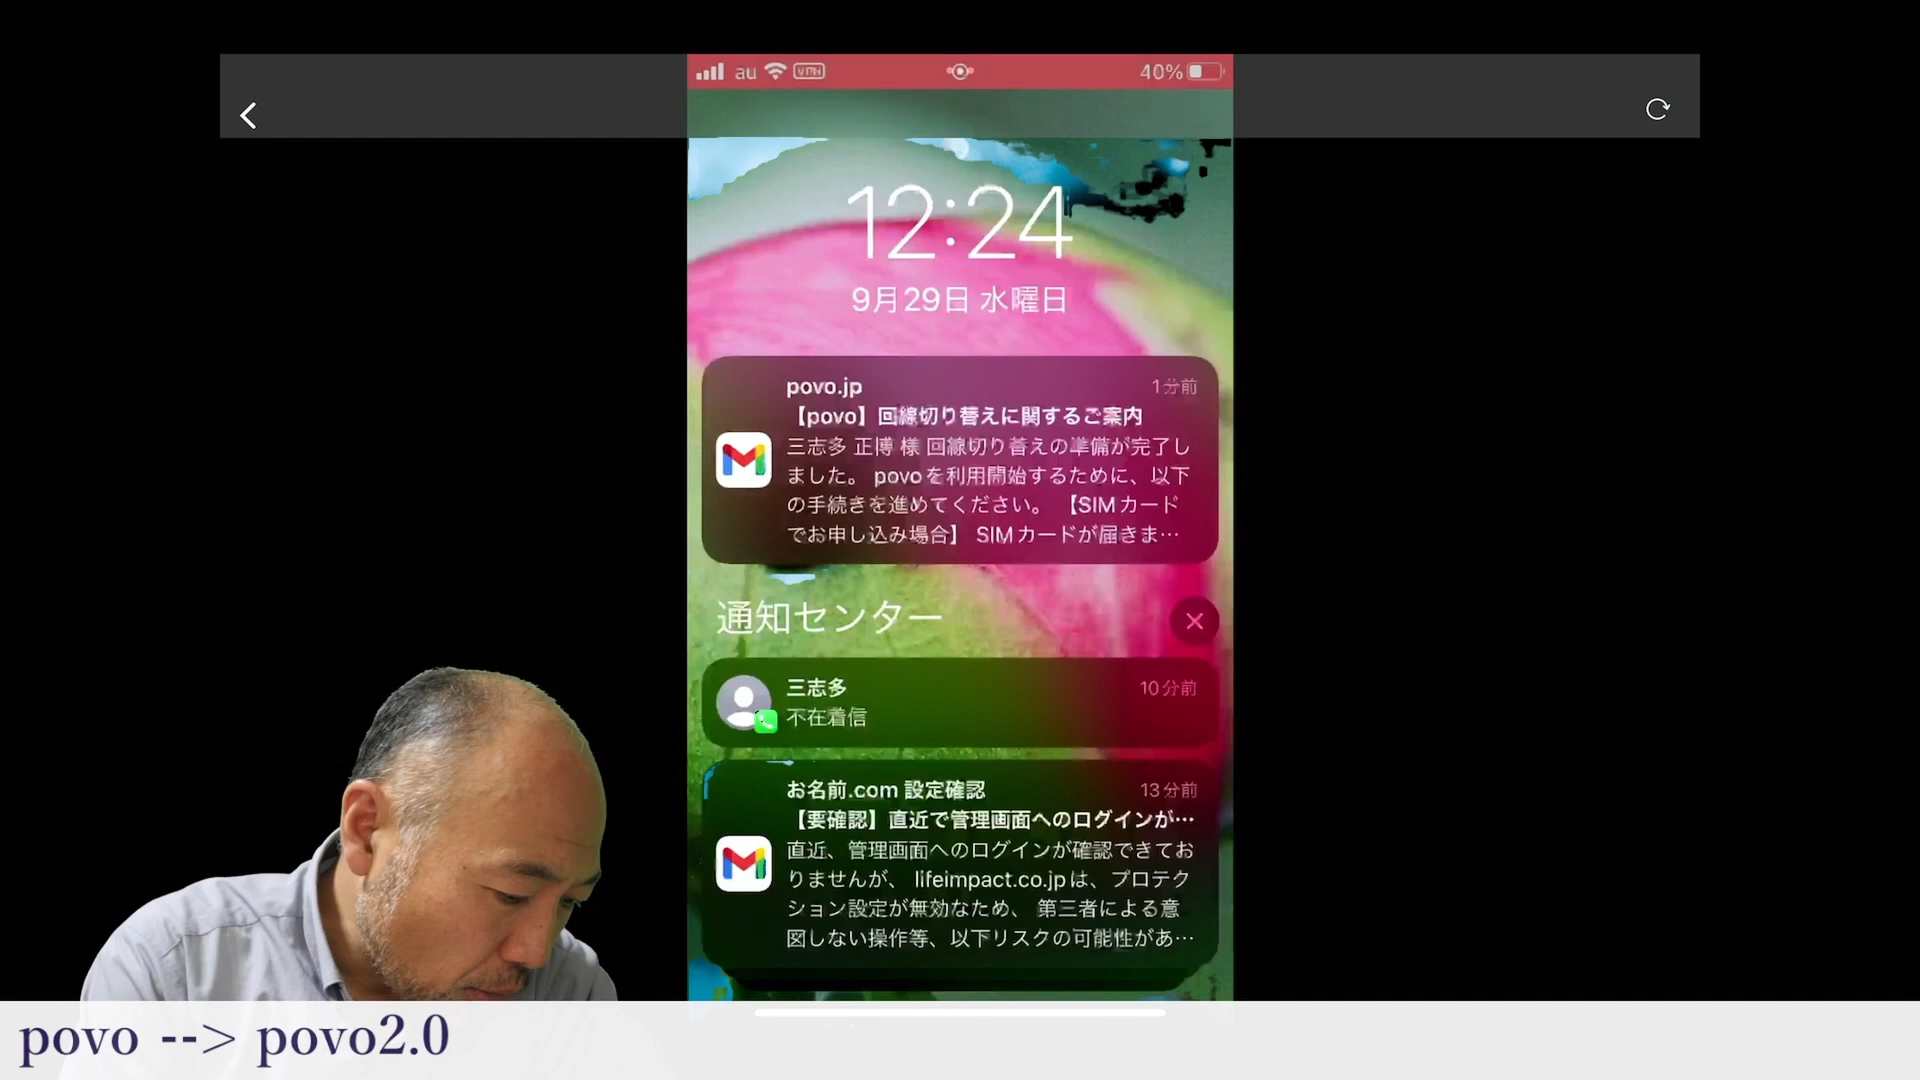 au VPN 40%
12:24
9月29日 水曜日
povo.jp 1分前
【povo】回線切り替えに関するご案内
三志多 正博 様 回線切り替えの準備が完了し
ました。 povoを利用開始するために、以下
の手続きを進めてください。 【SIMカード
でお申し込み場合】 SIMカードが届きま…
通知センター
三志多 10分前
不在着信
お名前.com 設定確認 13分前
【要確認】直近で管理画面へのログインが…
直近、管理画面へのログインが確認できてお
りませんが、 lifeimpact.co.jpは、プロテク
ション設定が無効なため、 第三者による意
図しない操作等、以下リスクの可能性があ…
povo --> povo2.0